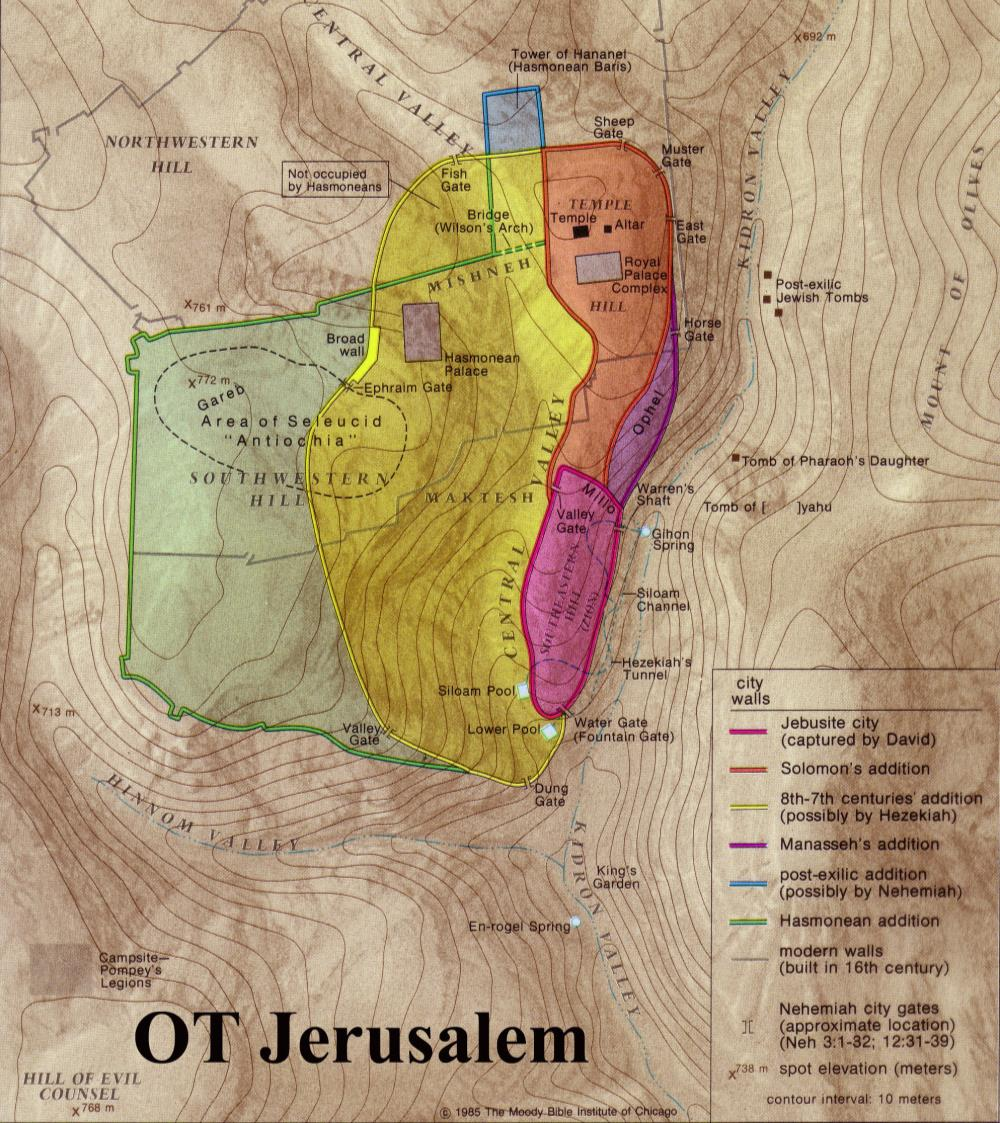 ENTRAL VALLEY
X692 m
Tower of Hananel
(Hasmonean Baris)
NORTHWESTERN
HILL
Sheep
Gate
Muster
Gate
Not occupied
by Hasmoneans
Fish
Gate
KIDRON VALLEY
Bridge
(Wilson's Arch)
TEMPLE
Temple
Altar
East
Gate
MISHNEH
Royal
Palace
Complex
HILL
Post-exilic
Jewish Tombs
MOUNT OF OLIVES
X761 m
Broad
wall
Horse
Gate
Hasmonean
Palace
X772 m
Gareb
Ephraim Gate
Area of Seleucid
"Antiochia"
Ophel
SOUTHWESTERN
HILL
MAKTESH
CENTRAL VALLEY
Tomb of Pharaoh's Daughter
Millo
Warren's
Shaft
Tomb of [ ]yahu
Valley
Gate
Gihon
Spring
SOUTHEASTERN
HILL
(ZION)
Siloam
Channel
Hezekiah's
Tunnel
Siloam Pool
Lower Pool
Water Gate
(Fountain Gate)
X713 m
Valley
Gate
Dung
Gate
HINNOM VALLEY
KIDRON VALLEY
King's
Garden
En-rogel Spring
Campsite—
Pompey's
Legions
OT Jerusalem
HILL OF EVIL
COUNSEL
X768 m
© 1985 The Moody Bible Institute of Chicago
city
walls
Jebusite city
(captured by David)
Solomon's addition
8th-7th centuries' addition
(possibly by Hezekiah)
Manasseh's addition
post-exilic addition
(possibly by Nehemiah)
Hasmonean addition
modern walls
(built in 16th century)
Nehemiah city gates
(approximate location)
(Neh 3:1-32; 12:31-39)
X738 m spot elevation (meters)
contour interval: 10 meters